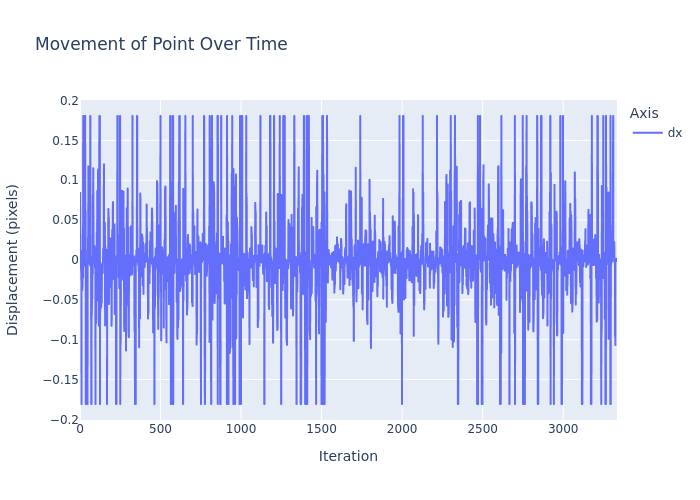 Movement of Point Over Time
Axis
dx
Displacement (pixels)
0.2
0.15
0.1
0.05
0
−0.05
−0.1
−0.15
−0.2
0 500 1000 1500 2000 2500 3000
Iteration